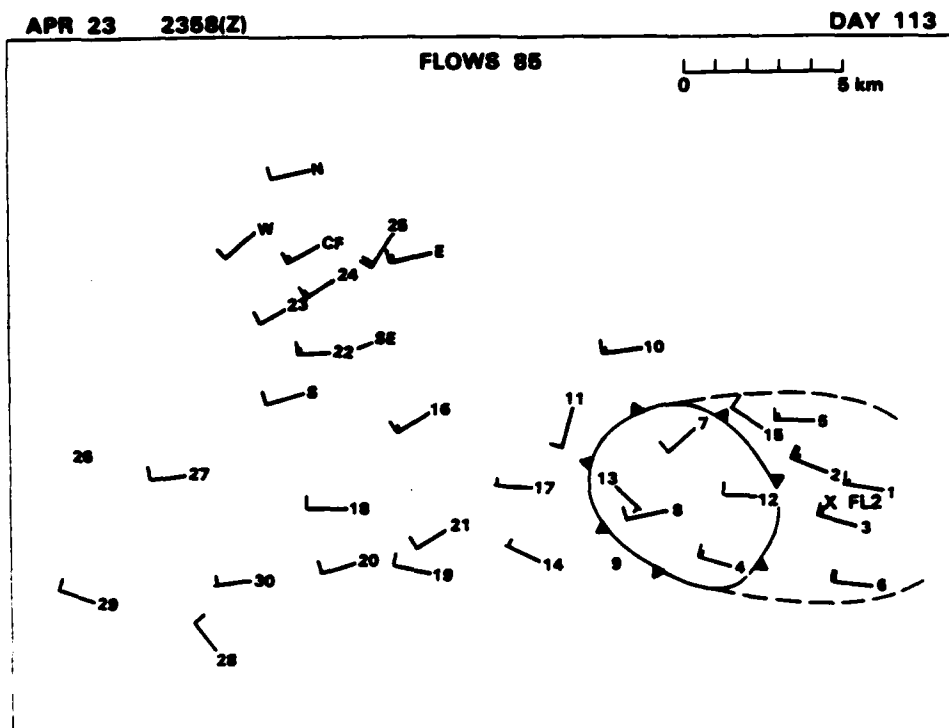 APR 23 2358(Z) DAY 113
FLOWS 85
0 5 km
N
W CF 25 E
24
23
22 SE
10
S
16 11
7 15 5
26 27 2
17 13 12 1
X FL2
18 8 3
21
20 19 14 9 4
30 6
29
28